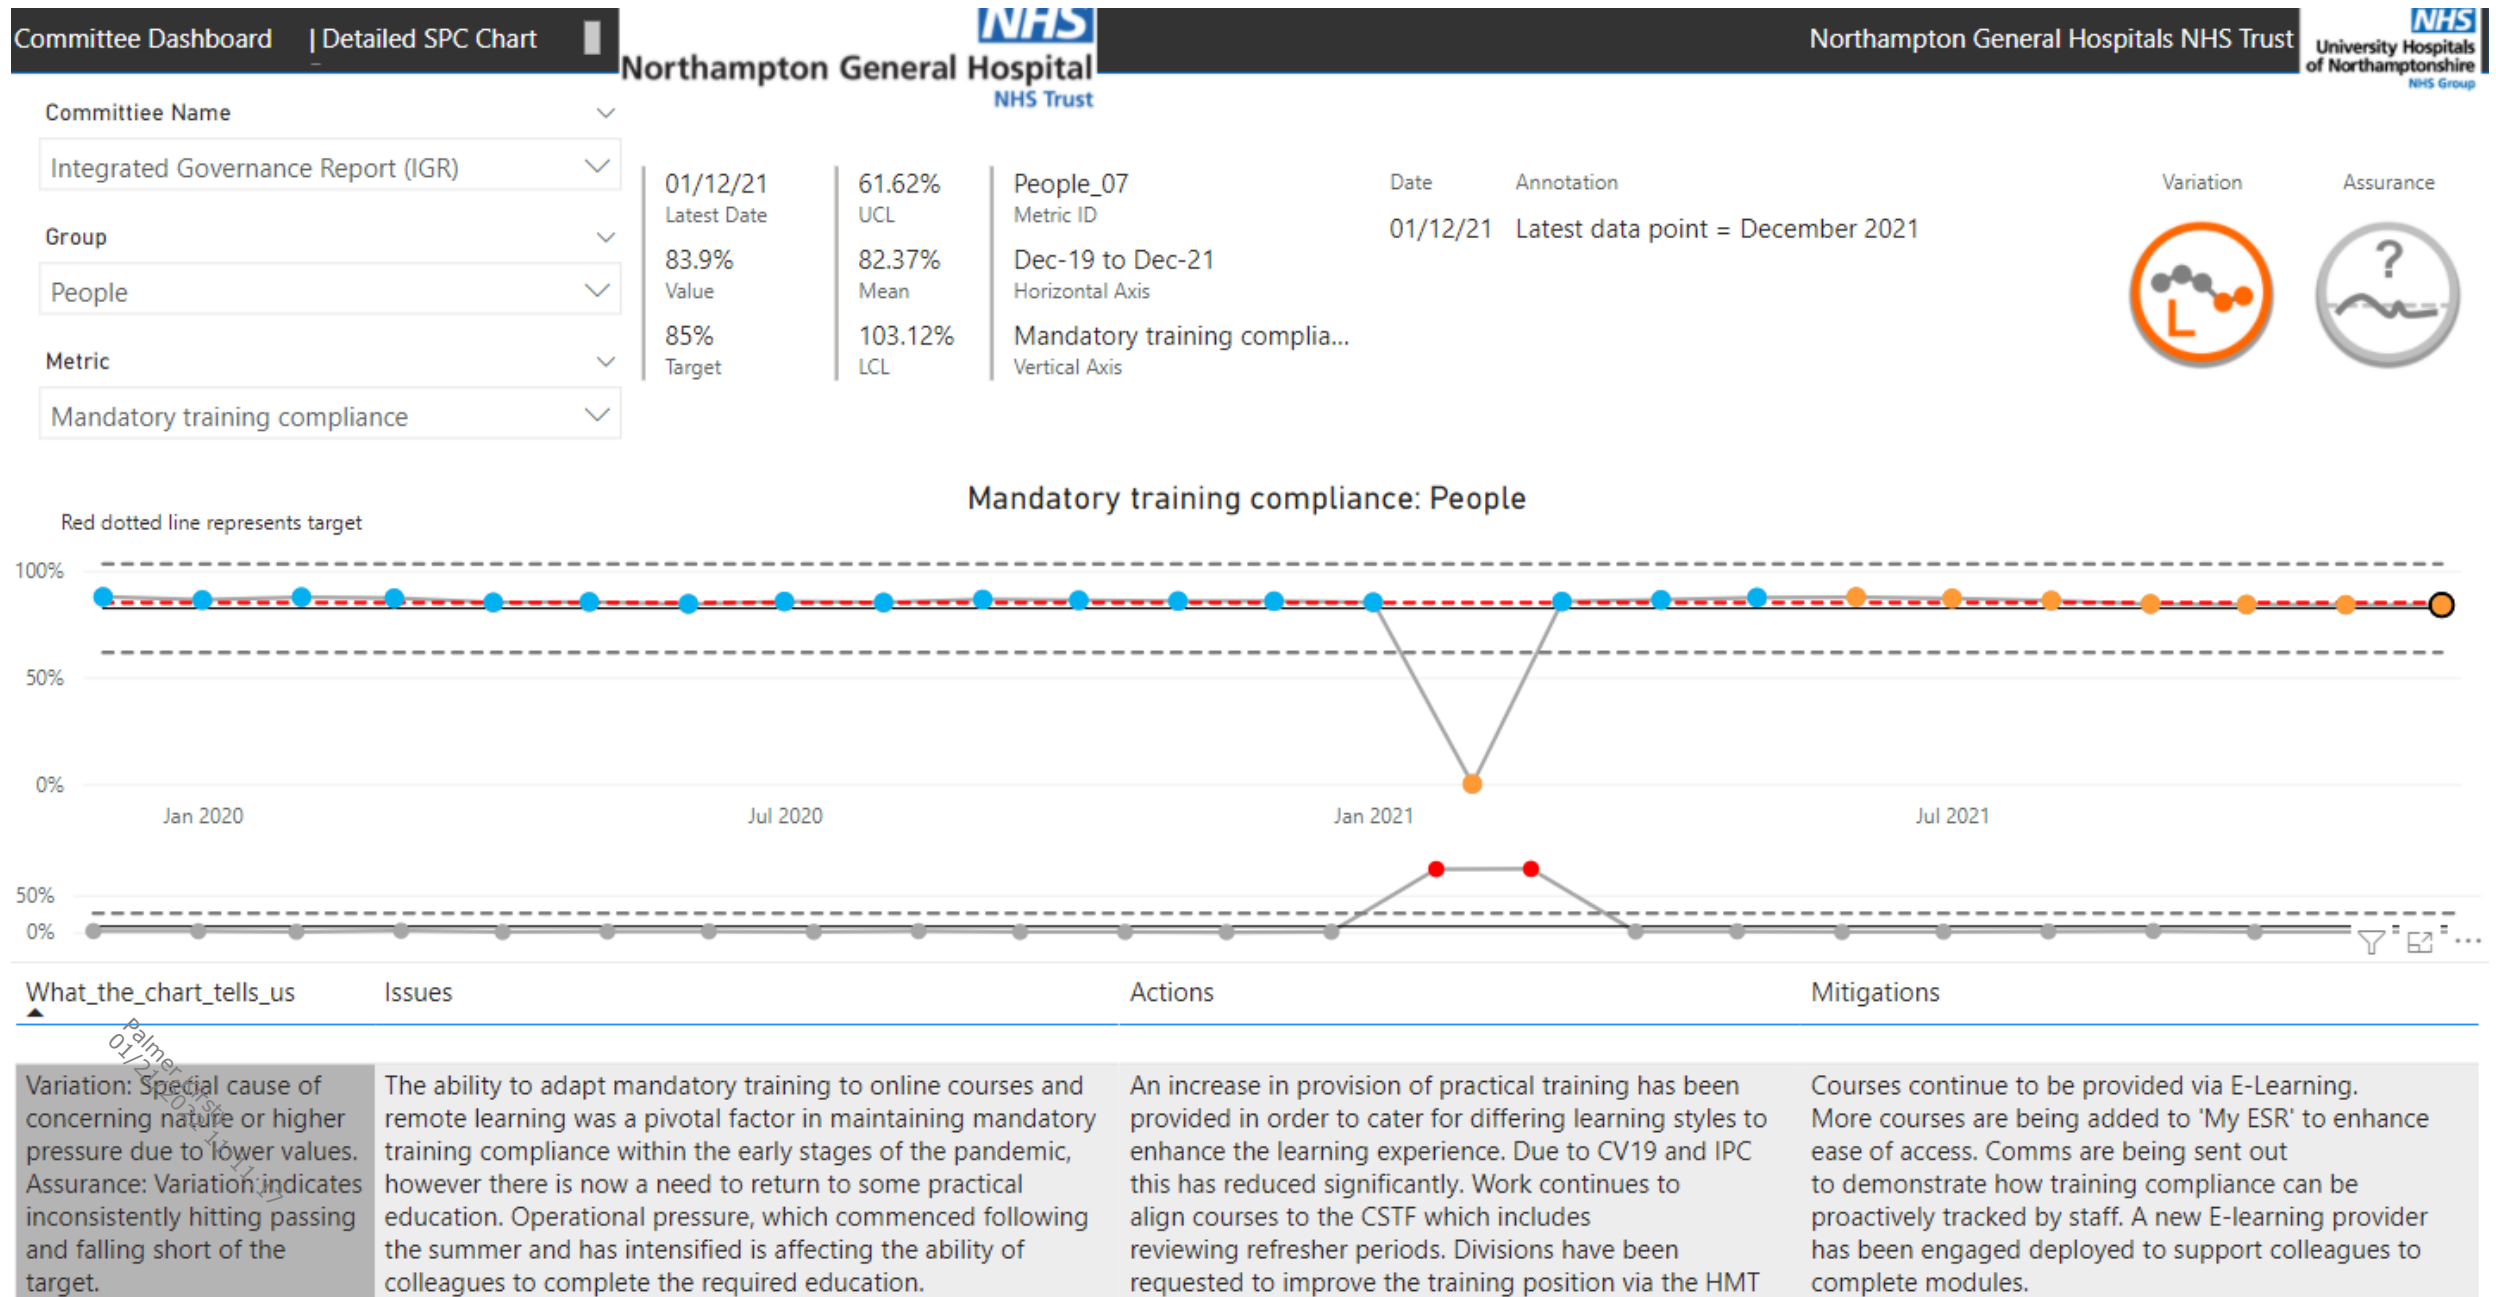 Committee Dashboard | Detailed SPC Chart
NHS
Northampton General Hospital
NHS Trust
Northampton General Hospitals NHS Trust
NHS
University Hospitals
of Northamptonshire
NHS Group
Committiee Name
Integrated Governance Report (IGR)
Group
People
Metric
Mandatory training compliance
01/12/21
Latest Date
83.9%
Value
85%
Target
61.62%
UCL
82.37%
Mean
103.12%
LCL
People_07
Metric ID
Dec-19 to Dec-21
Horizontal Axis
Mandatory training complia...
Vertical Axis
Date Annotation
01/12/21 Latest data point = December 2021
Variation
L
Assurance
?
Mandatory training compliance: People
Red dotted line represents target
100%
50%
0%
Jan 2020 Jul 2020 Jan 2021 Jul 2021
50%
0%
What_the_chart_tells_us
Variation: Special cause of
concerning nature or higher
pressure due to lower values.
Assurance: Variation indicates
inconsistently hitting passing
and falling short of the
target.
Issues
The ability to adapt mandatory training to online courses and
remote learning was a pivotal factor in maintaining mandatory
training compliance within the early stages of the pandemic,
however there is now a need to return to some practical
education. Operational pressure, which commenced following
the summer and has intensified is affecting the ability of
colleagues to complete the required education.
Actions
An increase in provision of practical training has been
provided in order to cater for differing learning styles to
enhance the learning experience. Due to CV19 and IPC
this has reduced significantly. Work continues to
align courses to the CSTF which includes
reviewing refresher periods. Divisions have been
requested to improve the training position via the HMT
Mitigations
Courses continue to be provided via E-Learning.
More courses are being added to 'My ESR' to enhance
ease of access. Comms are being sent out
to demonstrate how training compliance can be
proactively tracked by staff. A new E-learning provider
has been engaged deployed to support colleagues to
complete modules.